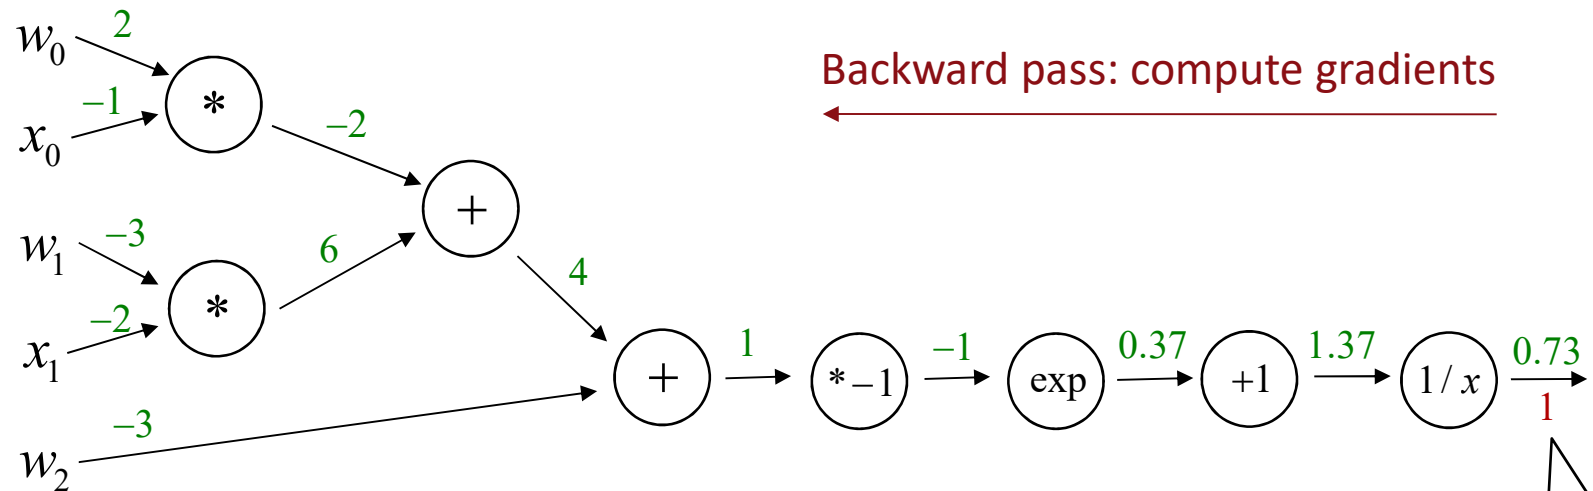 w₀ 2
Backward pass: compute gradients
*
−1
x₀
−2
+
w₁ −3
6
4
*
−2
x₁
+ 1 *−1 −1 exp 0.37 +1 1.37 1/x 0.73
1
−3
w₂